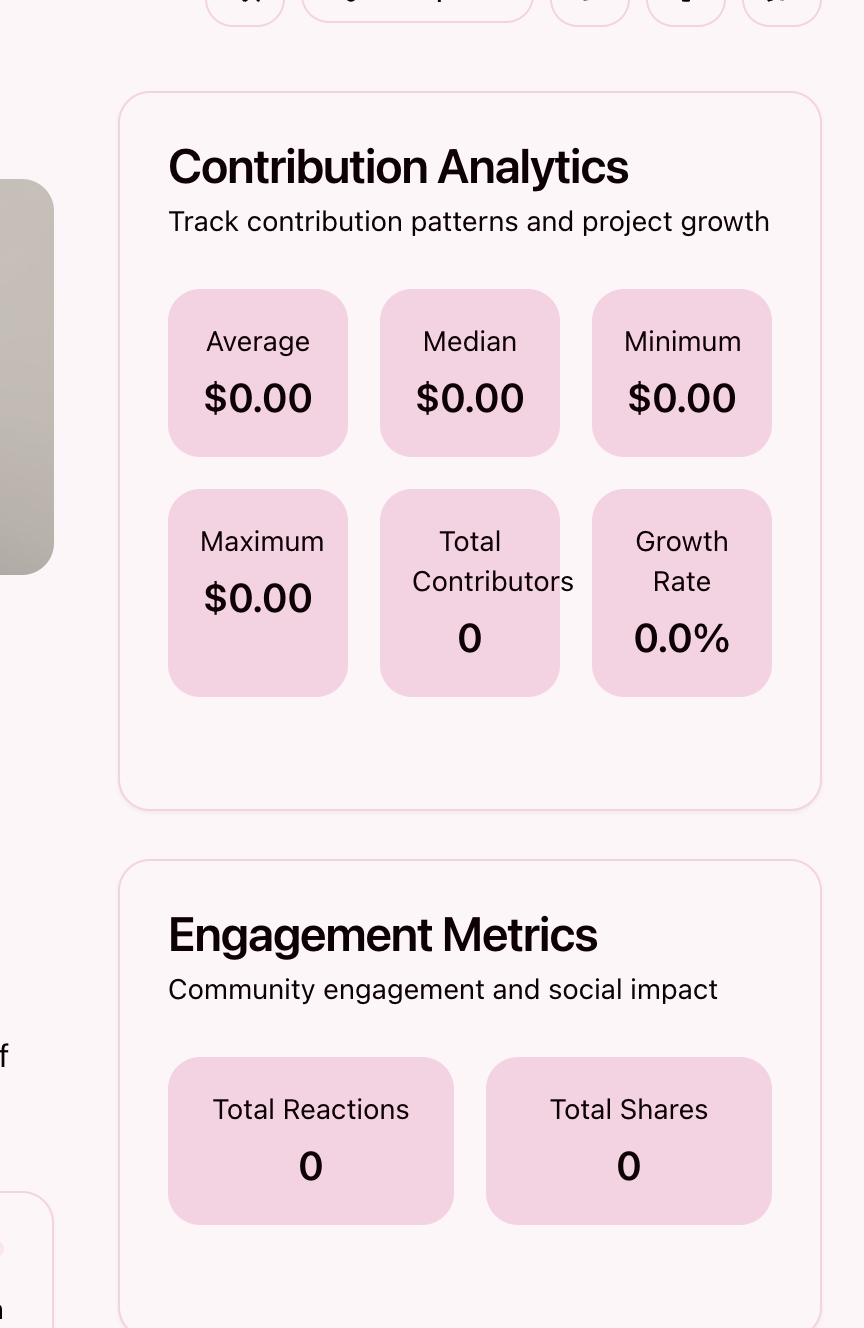 Contribution Analytics
Track contribution patterns and project growth
Average
$0.00
Median
$0.00
Minimum
$0.00
Maximum
$0.00
Total
Contributors
0
Growth
Rate
0.0%
Engagement Metrics
Community engagement and social impact
Total Reactions
0
Total Shares
0